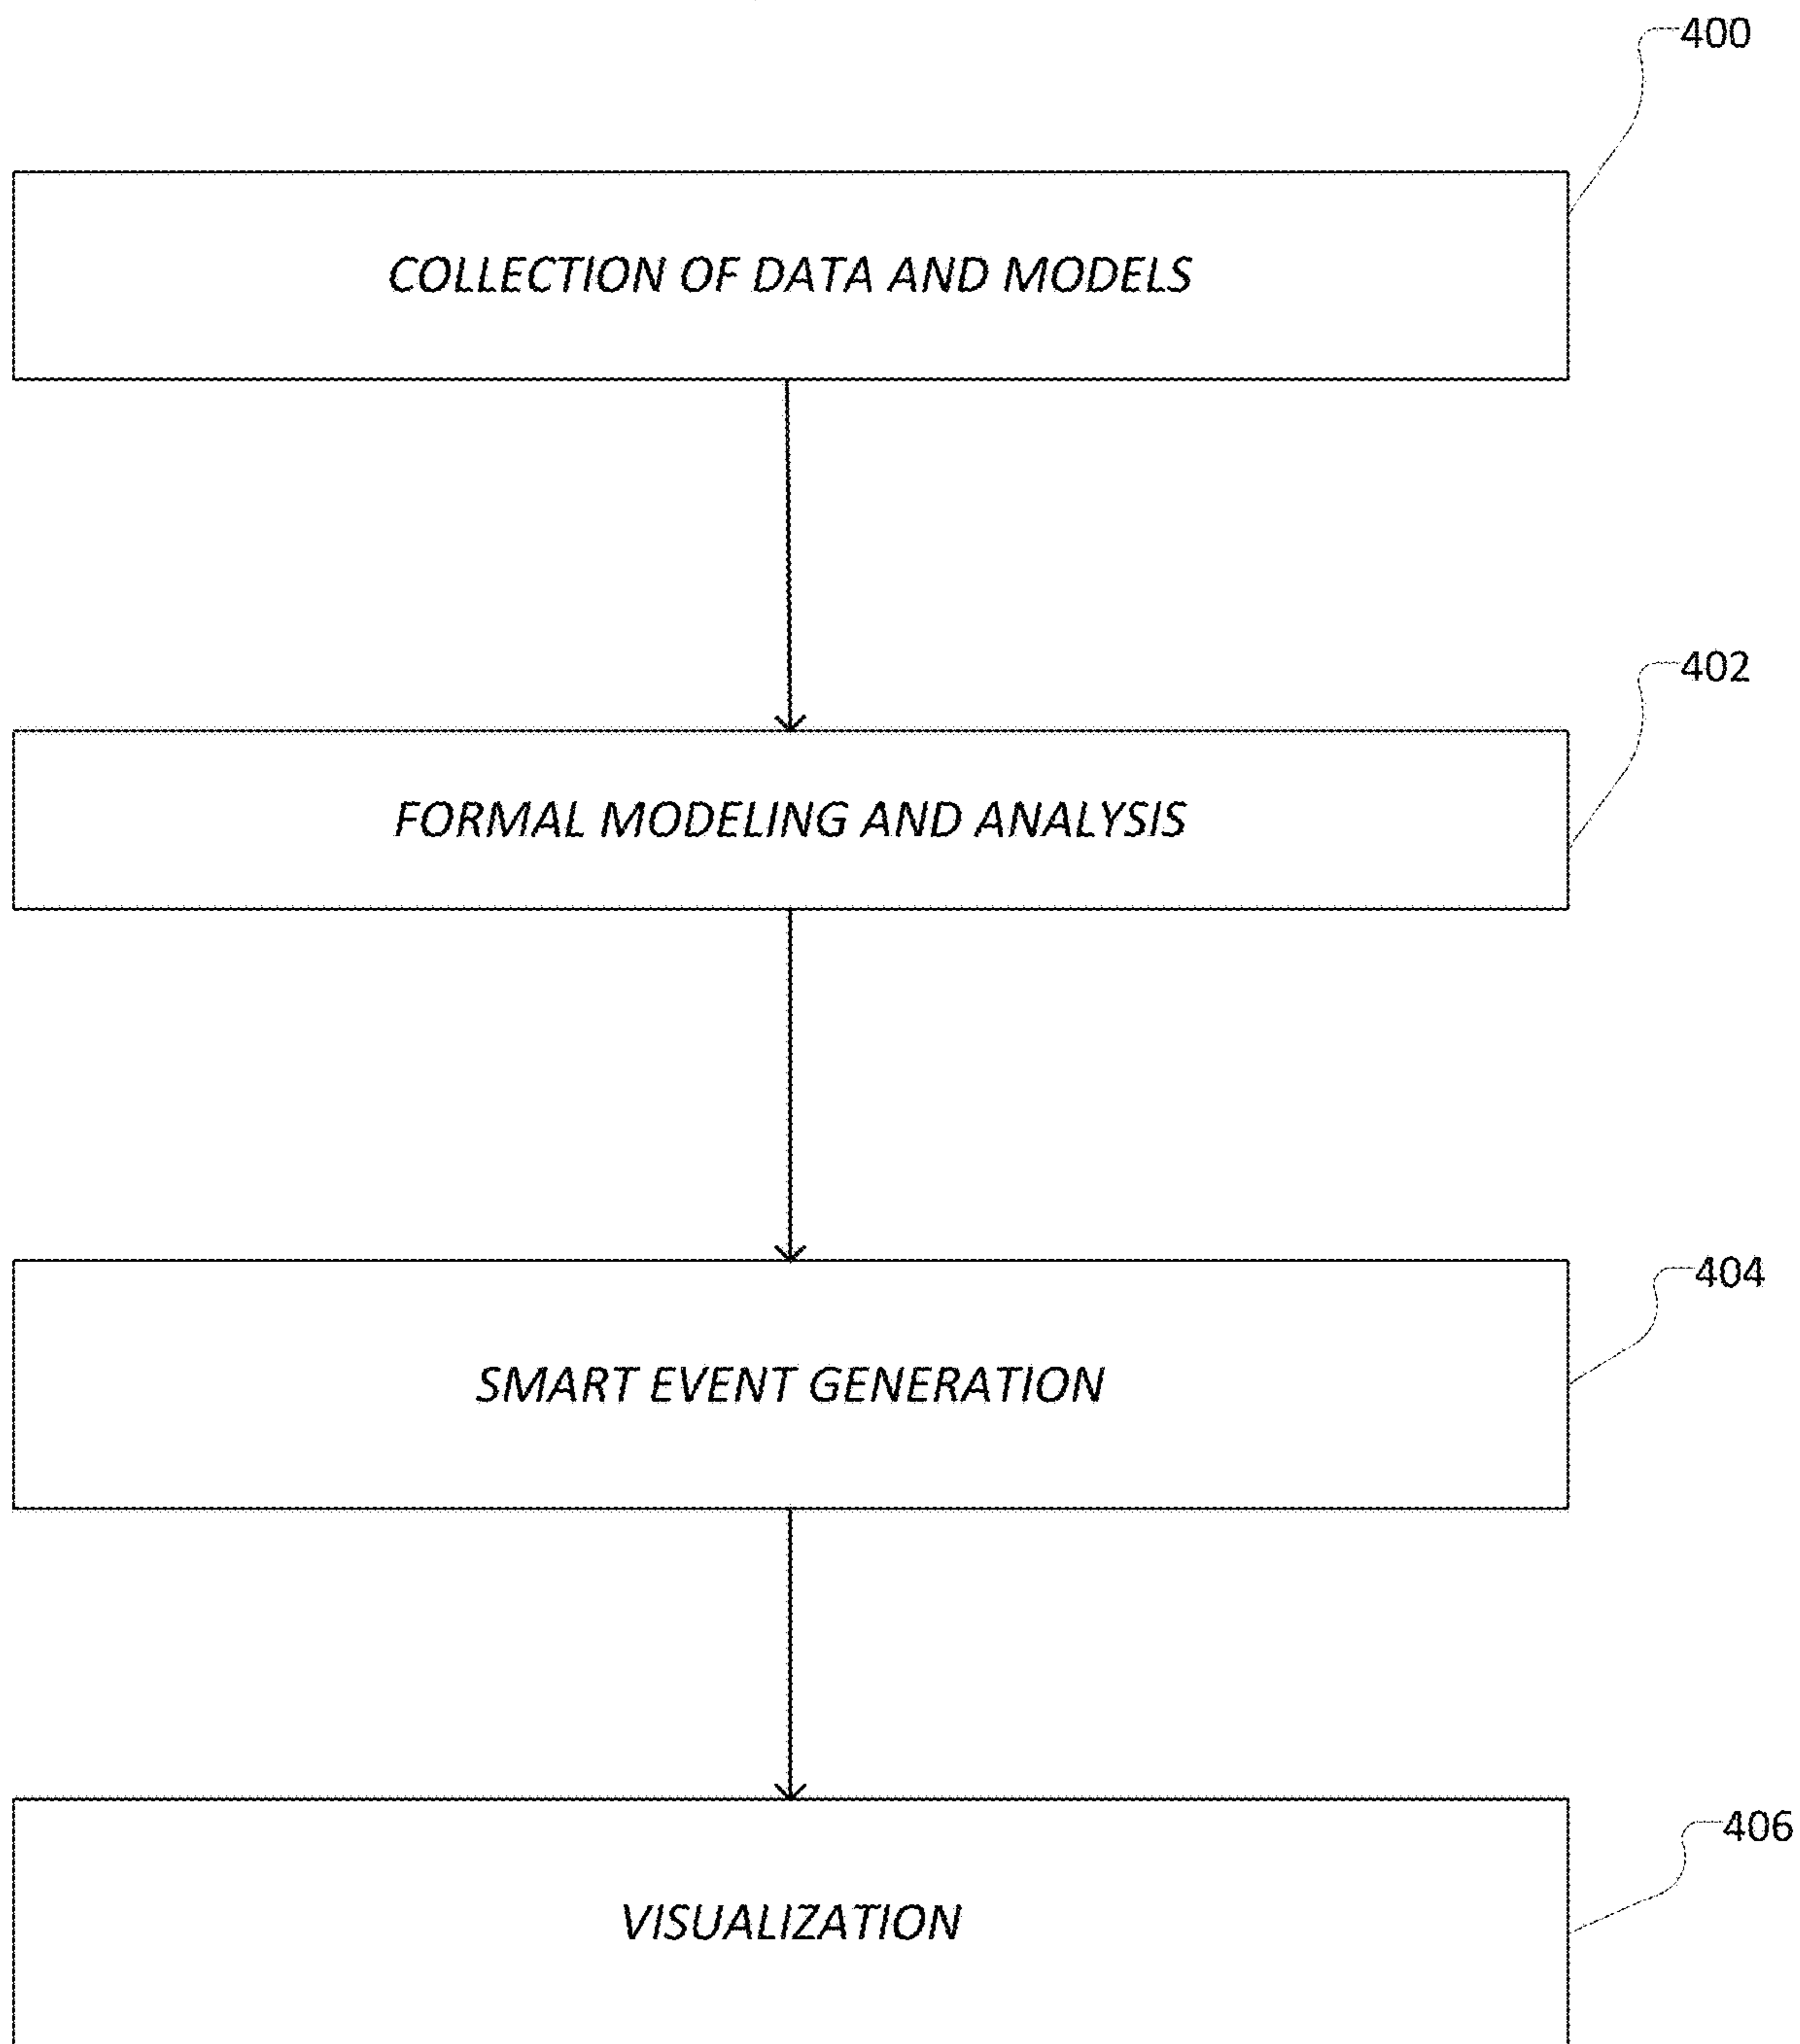 400
COLLECTION OF DATA AND MODELS
402
FORMAL MODELING AND ANALYSIS
404
SMART EVENT GENERATION
406
VISUALIZATION